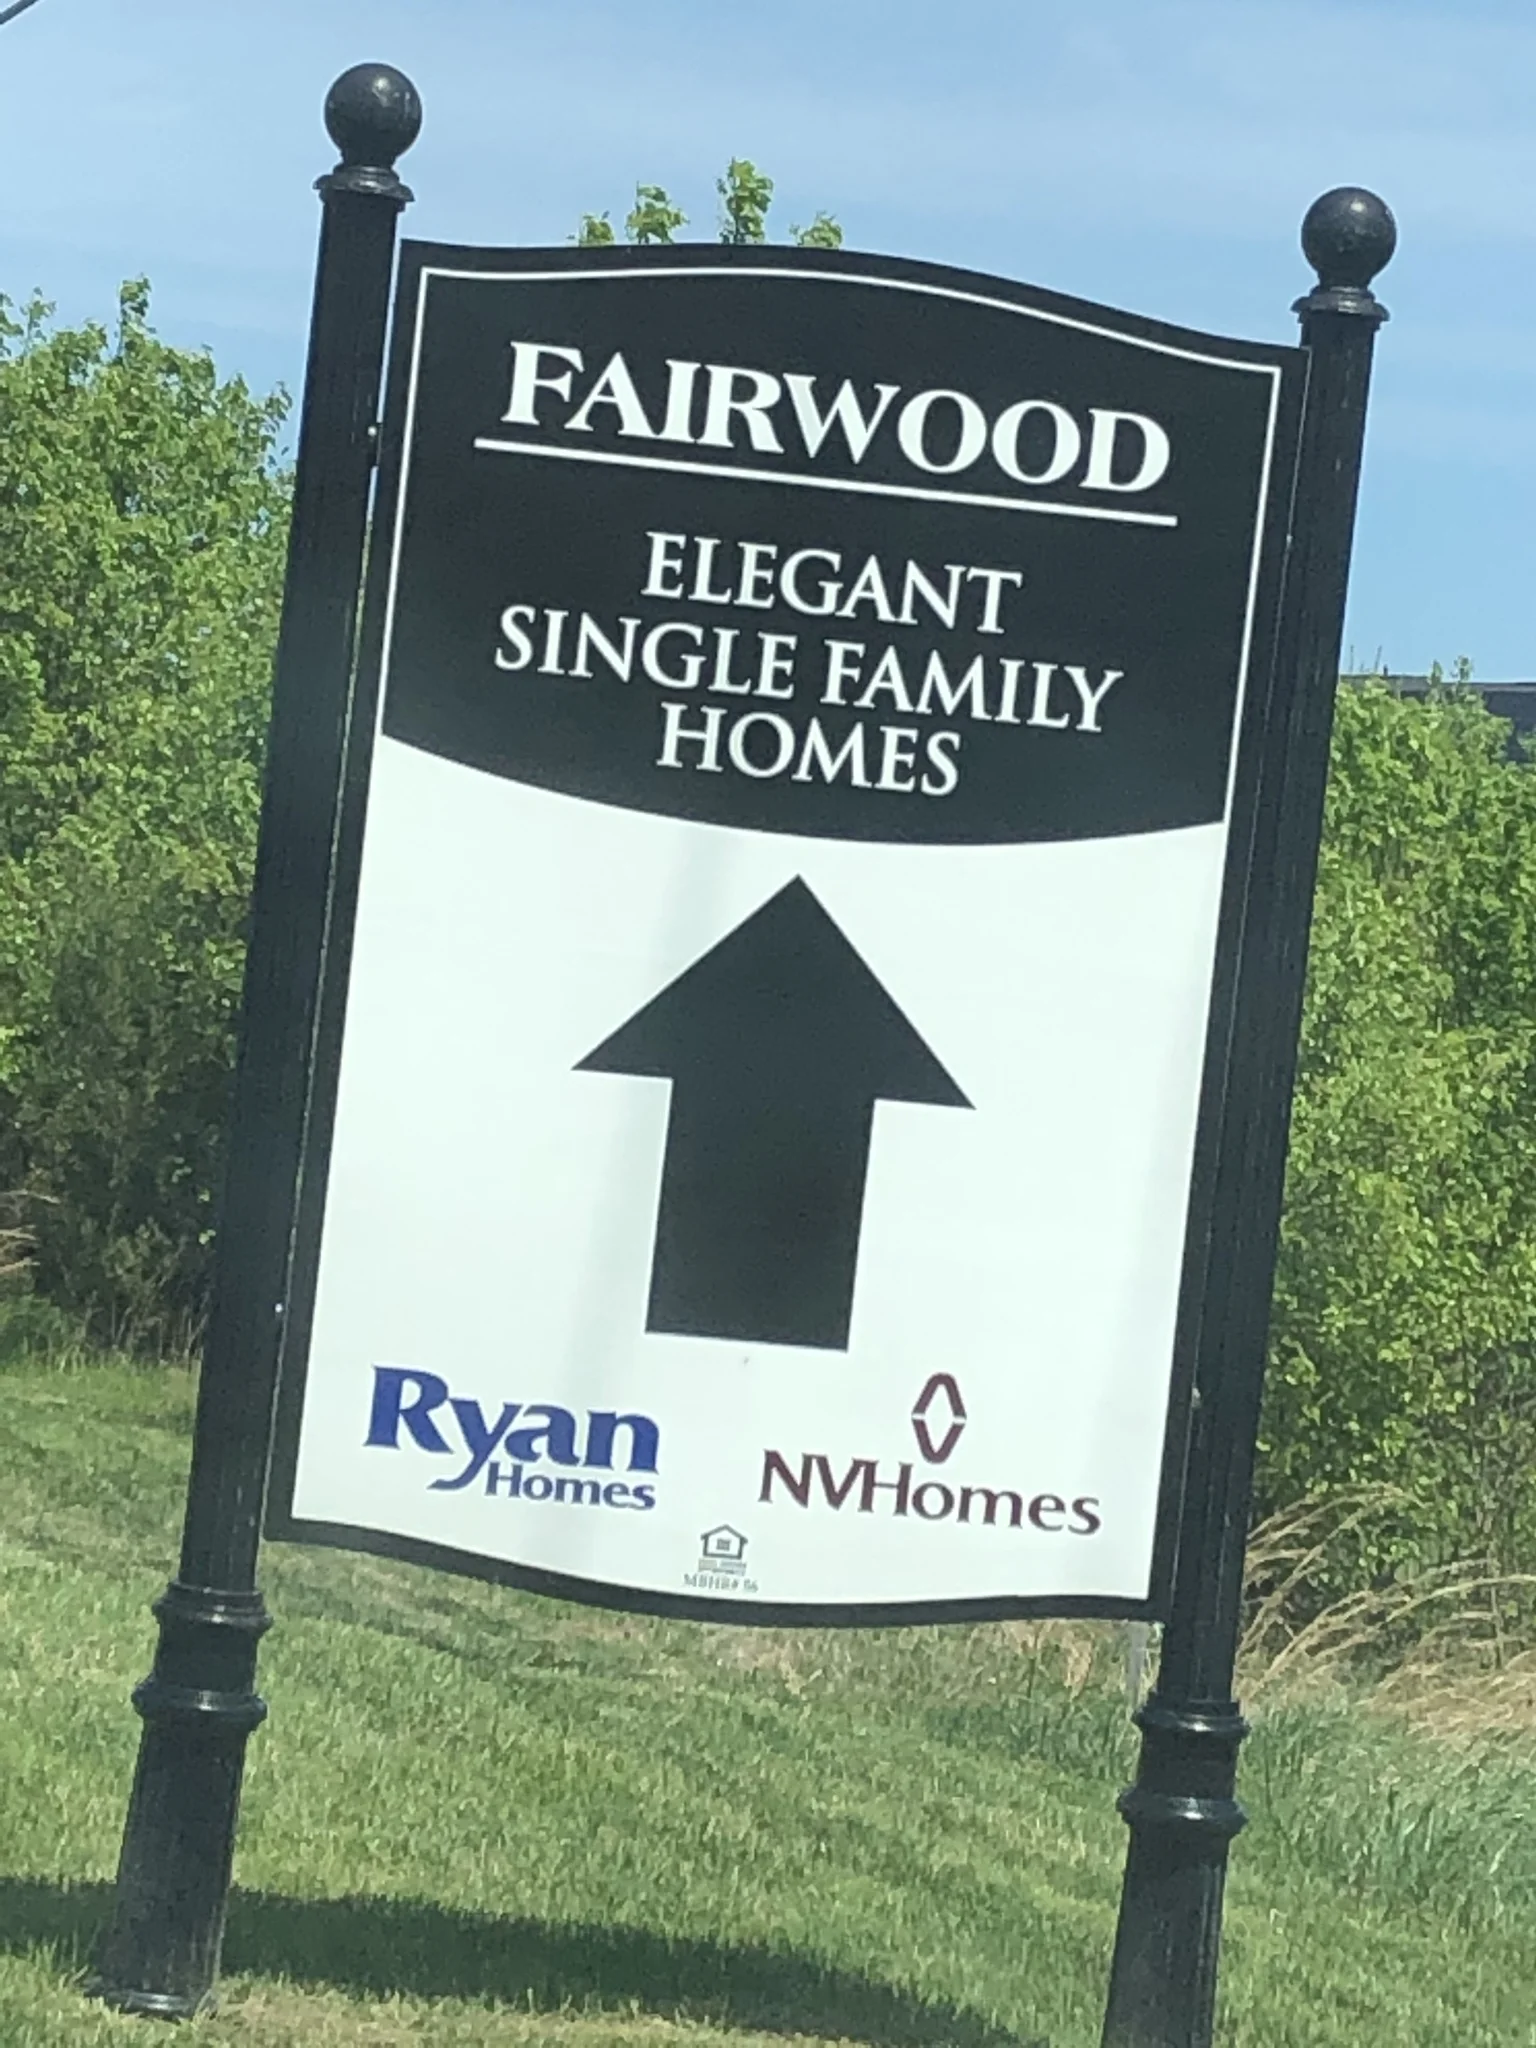 FAIRWOOD
ELEGANT
SINGLE FAMILY
HOMES
Ryan
Homes
NVHomes